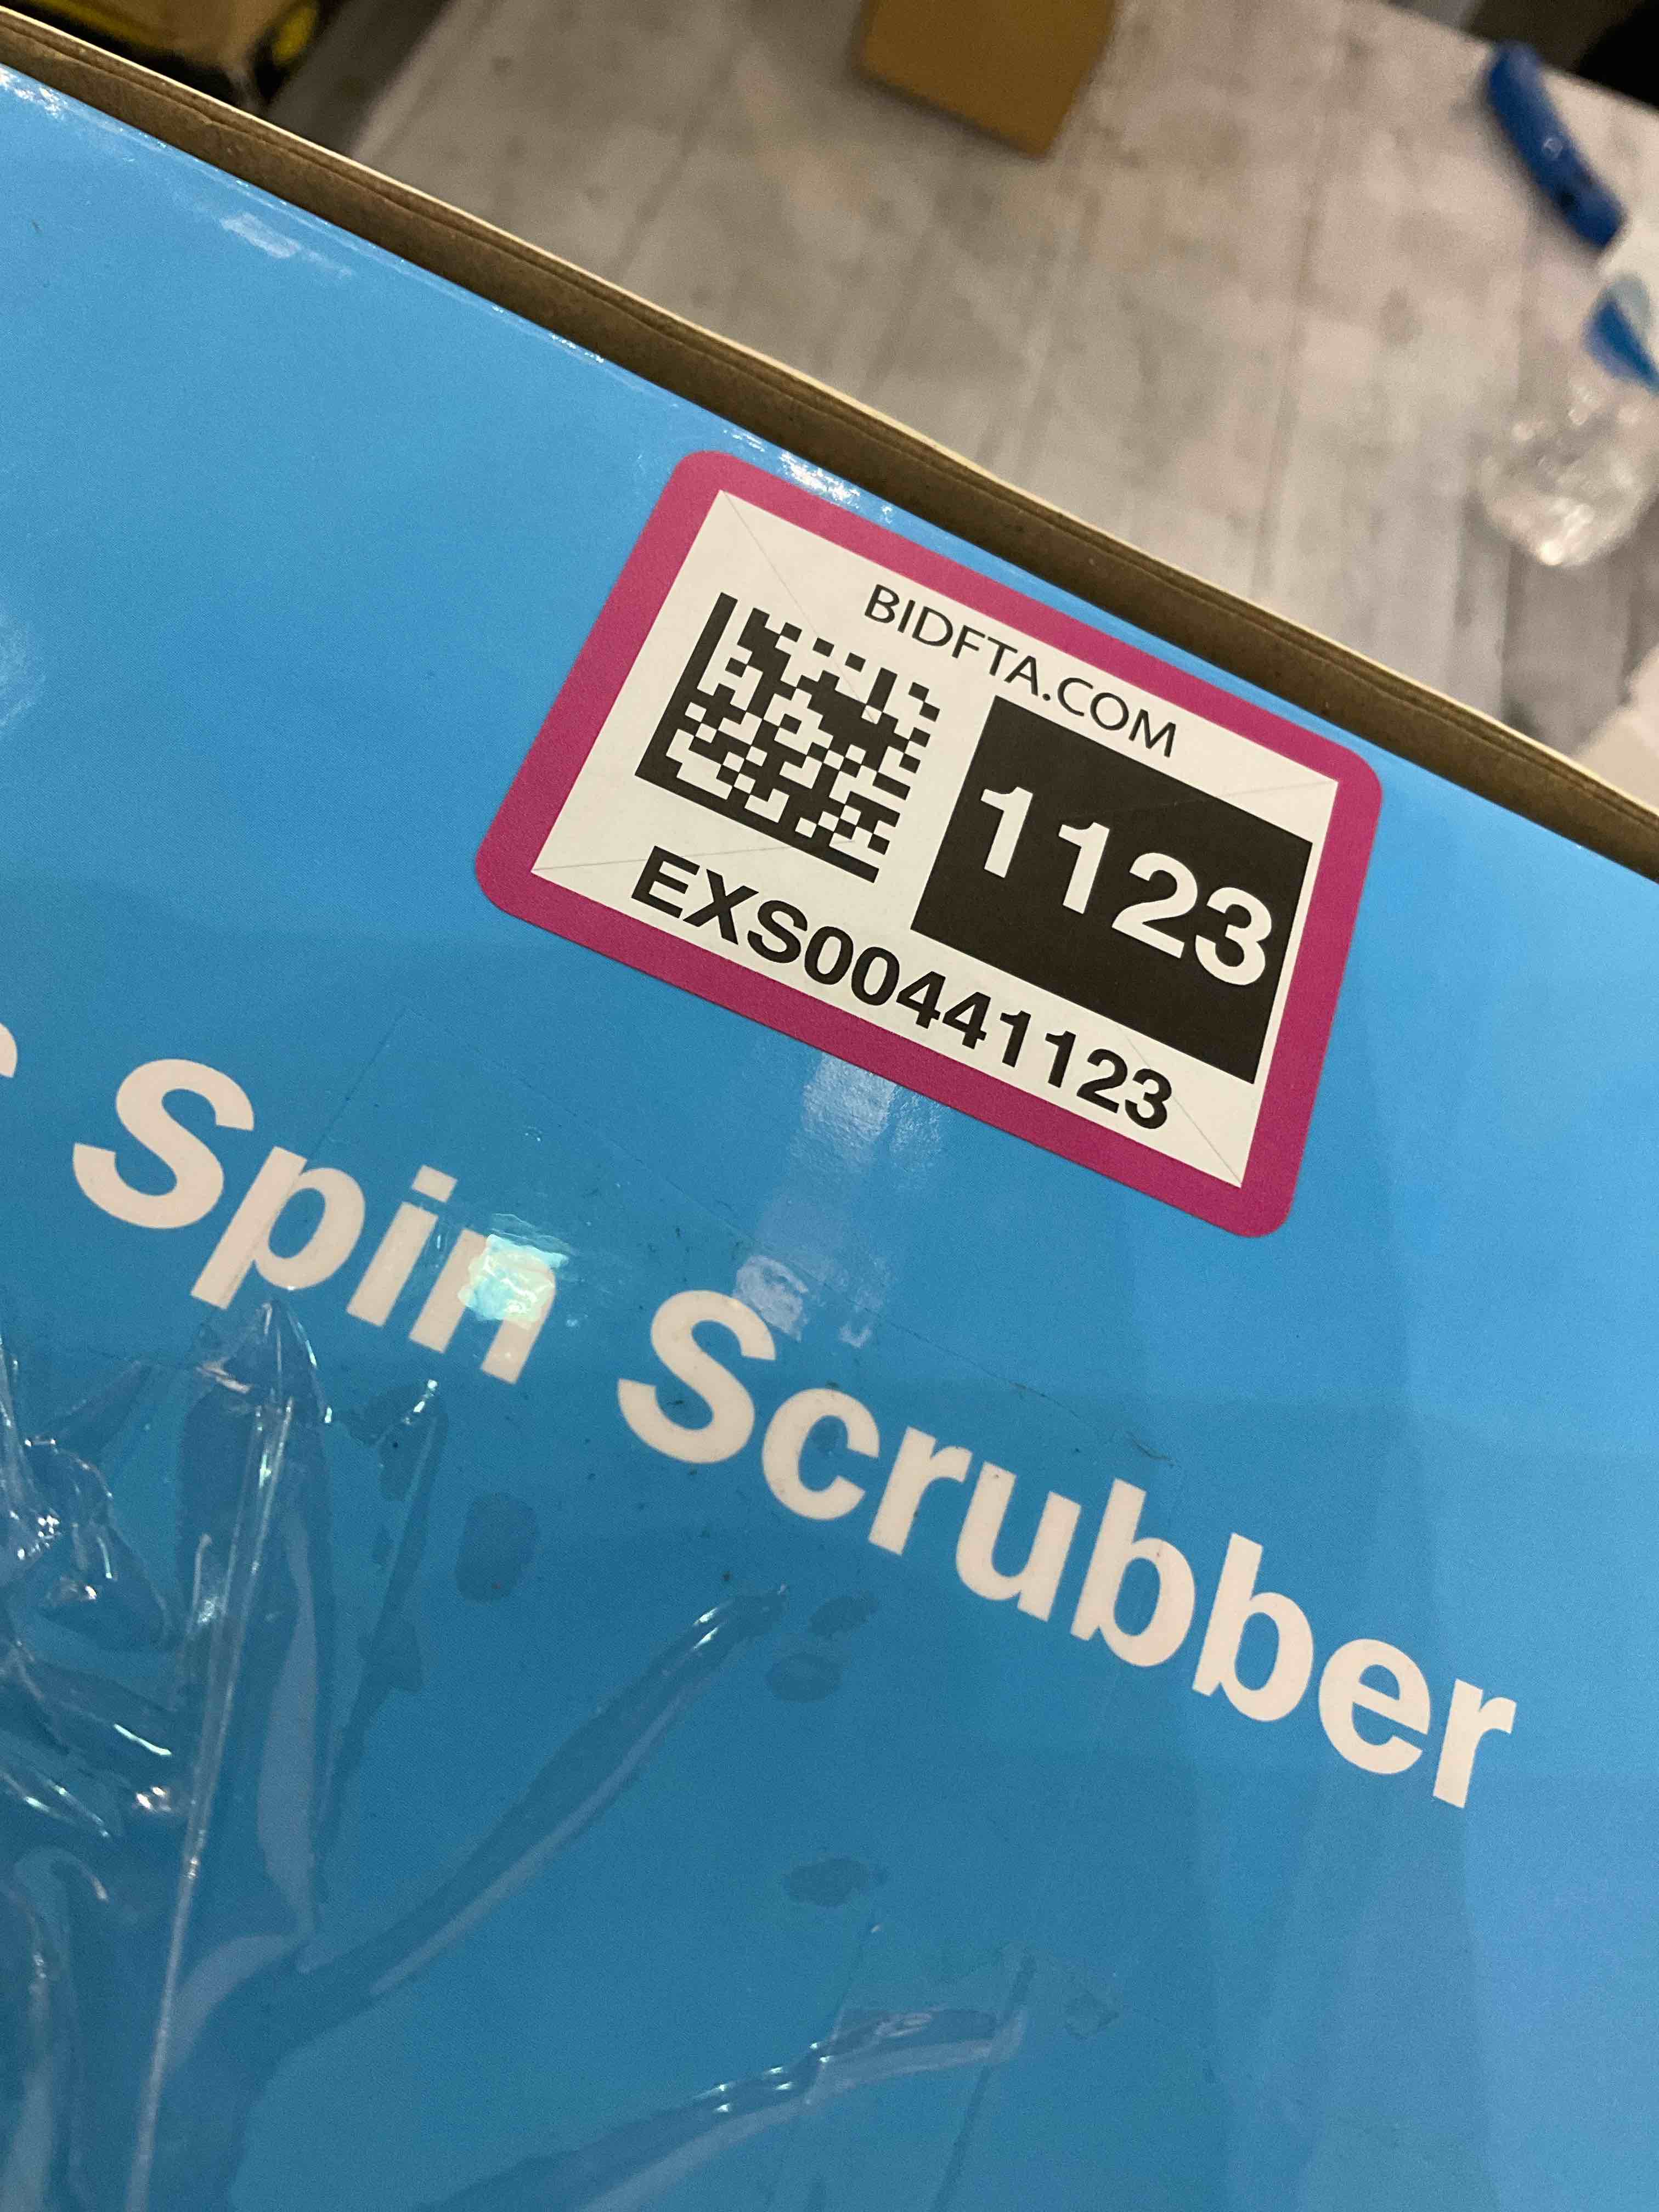 BIDFTA.COM
1123
EXS00441123
Spin Scrubber